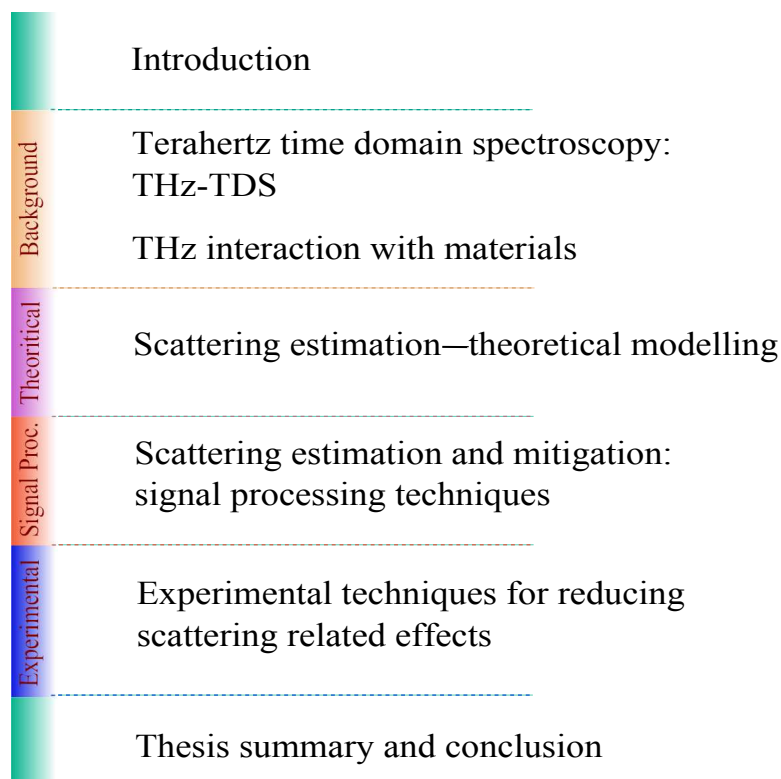 Introduction
Background
Terahertz time domain spectroscopy:
THz-TDS
THz interaction with materials
Theoritical
Scattering estimation—theoretical modelling
Signal Proc.
Scattering estimation and mitigation:
signal processing techniques
Experimental
Experimental techniques for reducing
scattering related effects
Thesis summary and conclusion